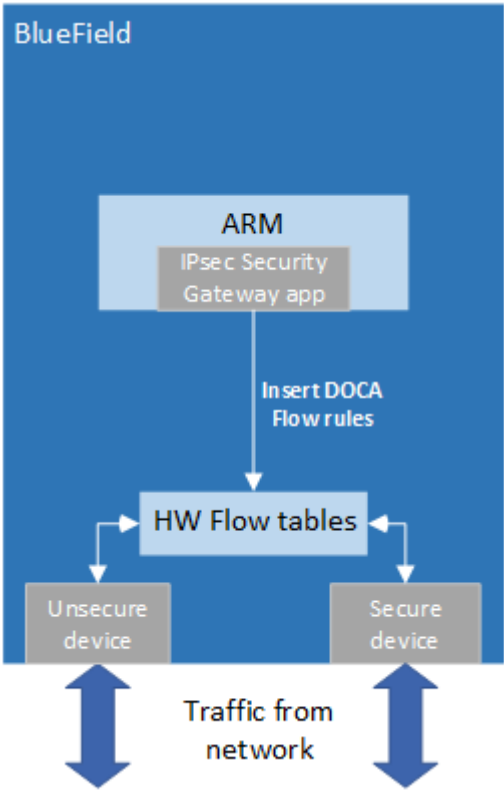 BlueField
ARM
IPsec Security
Gateway app
Insert DOCA
Flow rules
HW Flow tables
Unsecure
device
Secure
device
Traffic from
network